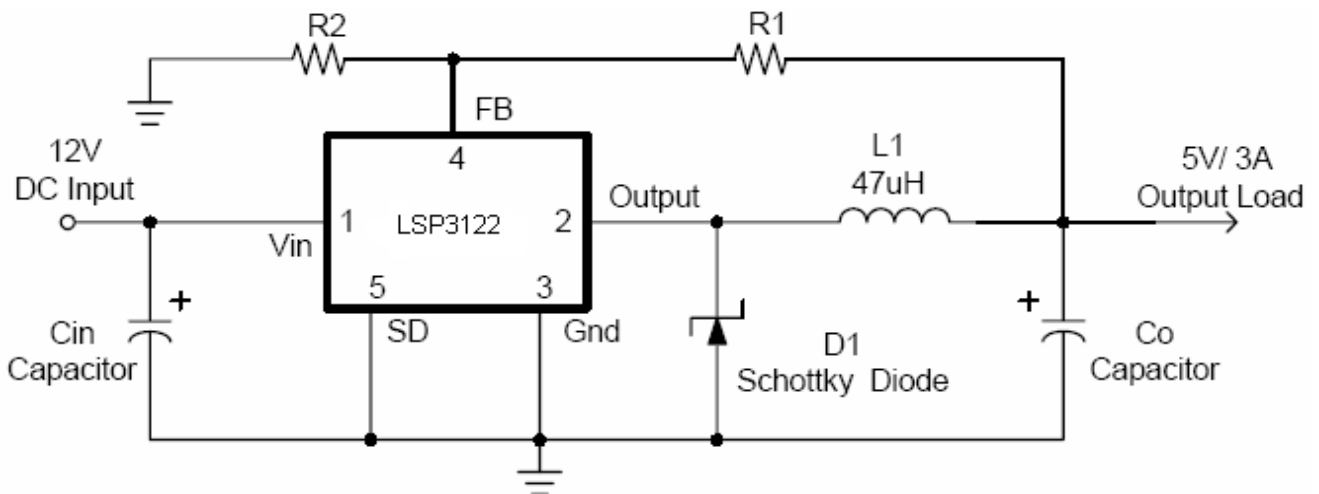 R2
R1
FB
12V
DC Input
4
L1
47uH
5V/ 3A
Output Load
Output
1
LSP3122
2
Vin
5
3
+
+
SD
Gnd
Cin
Capacitor
D1
Schottky Diode
Co
Capacitor